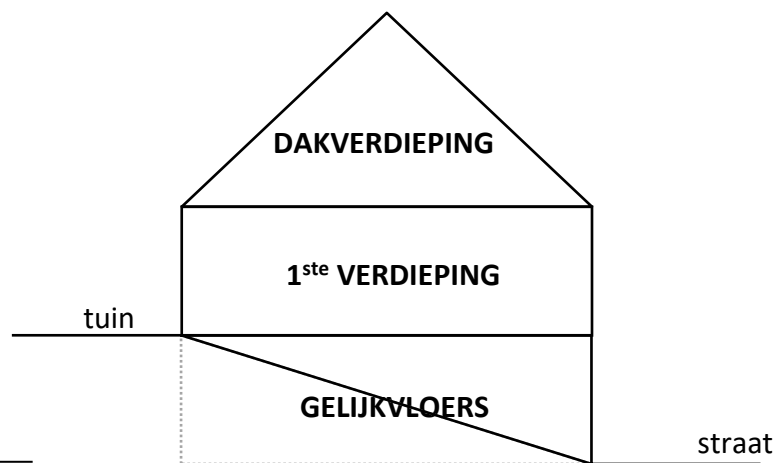 DAKVERDIEPING
1ste VERDIEPING
tuin
GELIJKVLOERS
straat